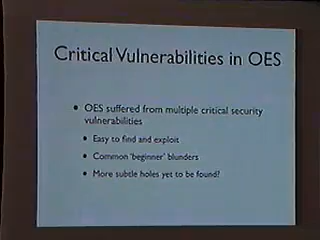 Critical Vulnerabilities in OES
• OES suffered from multiple critical security
vulnerabilities
• Easy to find and exploit
• Common 'beginner' blunders
• More subtle holes yet to be found?